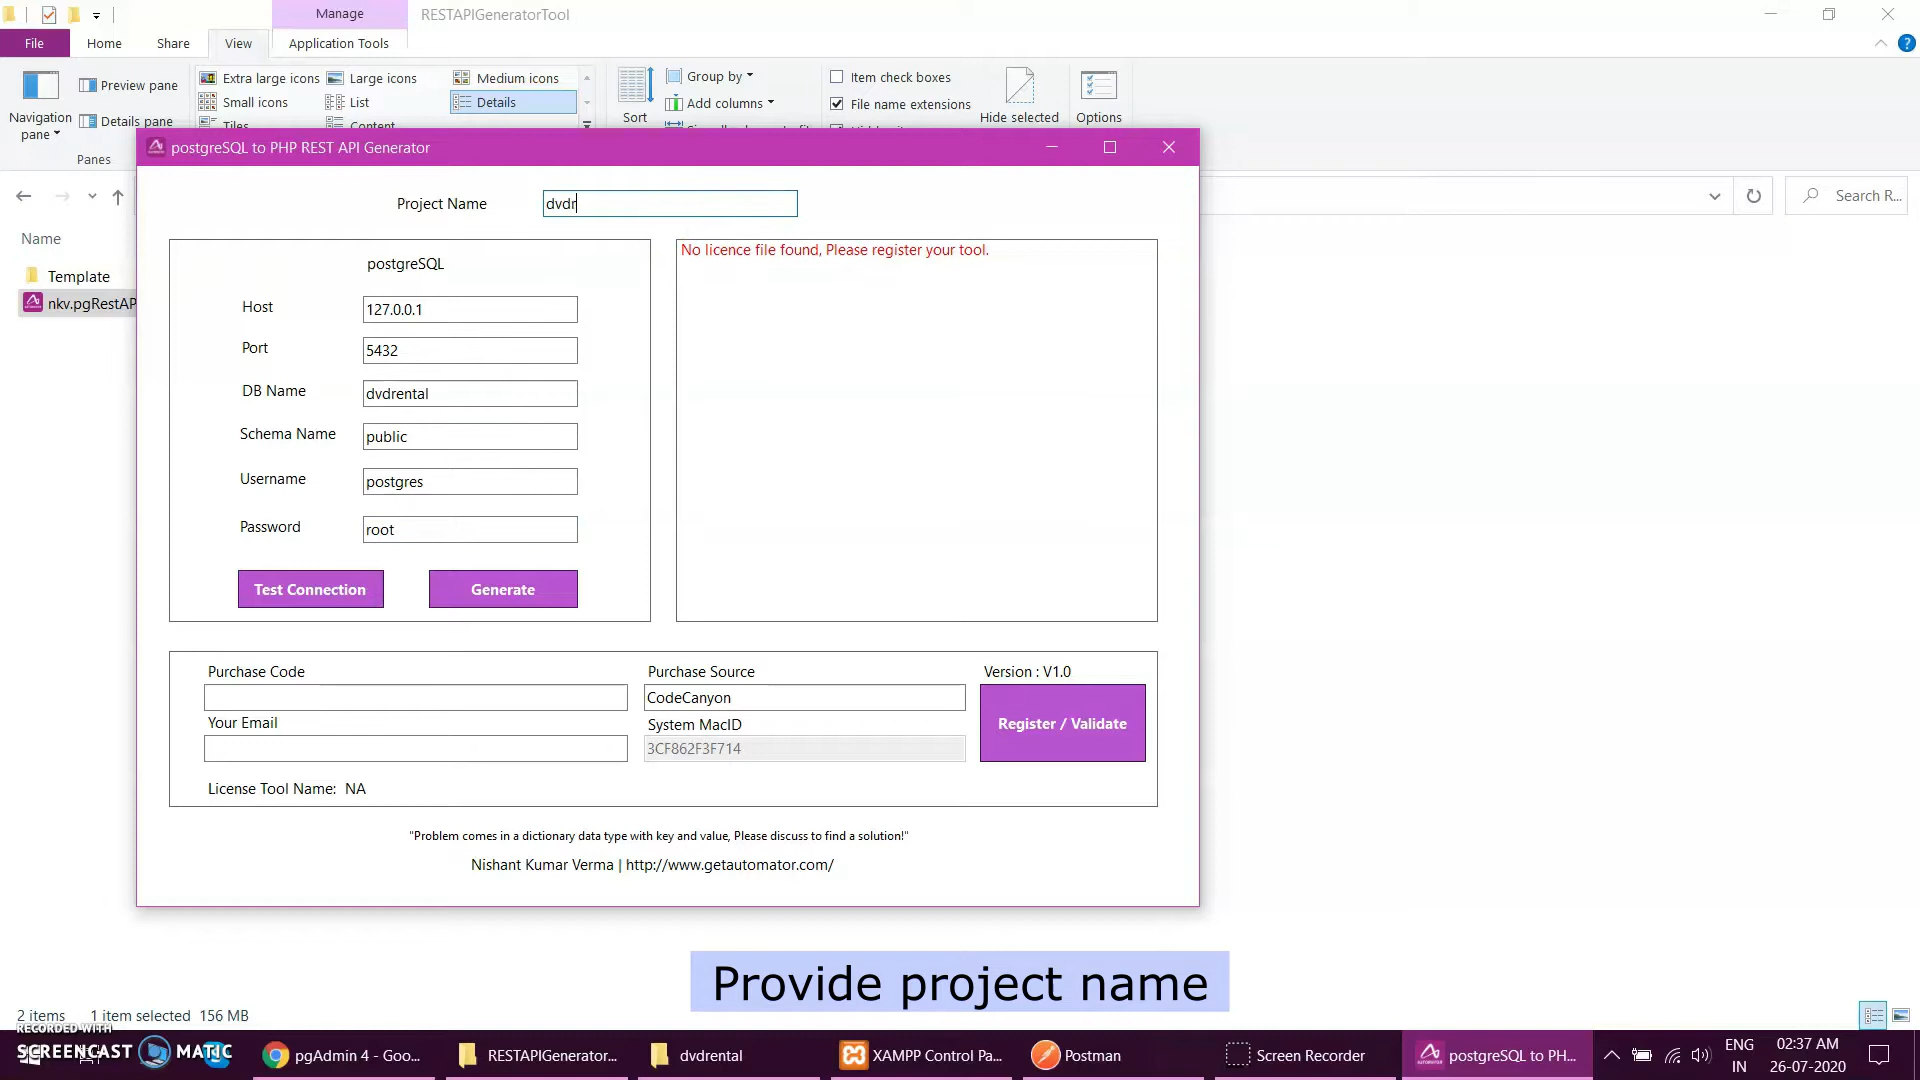 Manage
RESTAPIGeneratorTool
File
Home
Share
View
Application Tools
Navigation pane
Preview pane
Details pane
Panes
Extra large icons
Large icons
Medium icons
Small icons
List
Details
Tiles
Content
Sort
Group by
Add columns
Item check boxes
File name extensions
Hide selected
Options
Search R...
Name
Template
nkv.pgRestAP
postgreSQL to PHP REST API Generator
Project Name
dvdr
postgreSQL
Host
127.0.0.1
Port
5432
DB Name
dvdrental
Schema Name
public
Username
postgres
Password
root
Test Connection
Generate
No licence file found, Please register your tool.
Purchase Code
Purchase Source
Version : V1.0
CodeCanyon
Your Email
System MacID
3CF862F3F714
Register / Validate
License Tool Name: NA
"Problem comes in a dictionary data type with key and value, Please discuss to find a solution!"
Nishant Kumar Verma | http://www.getautomator.com/
Provide project name
2 items
1 item selected
156 MB
RECORDED WITH
SCREENCAST MATIC
pgAdmin 4 - Goo...
RESTAPIGenerator...
dvdrental
XAMPP Control Pa...
Postman
Screen Recorder
postgreSQL to PH...
ENG
IN
02:37 AM
26-07-2020